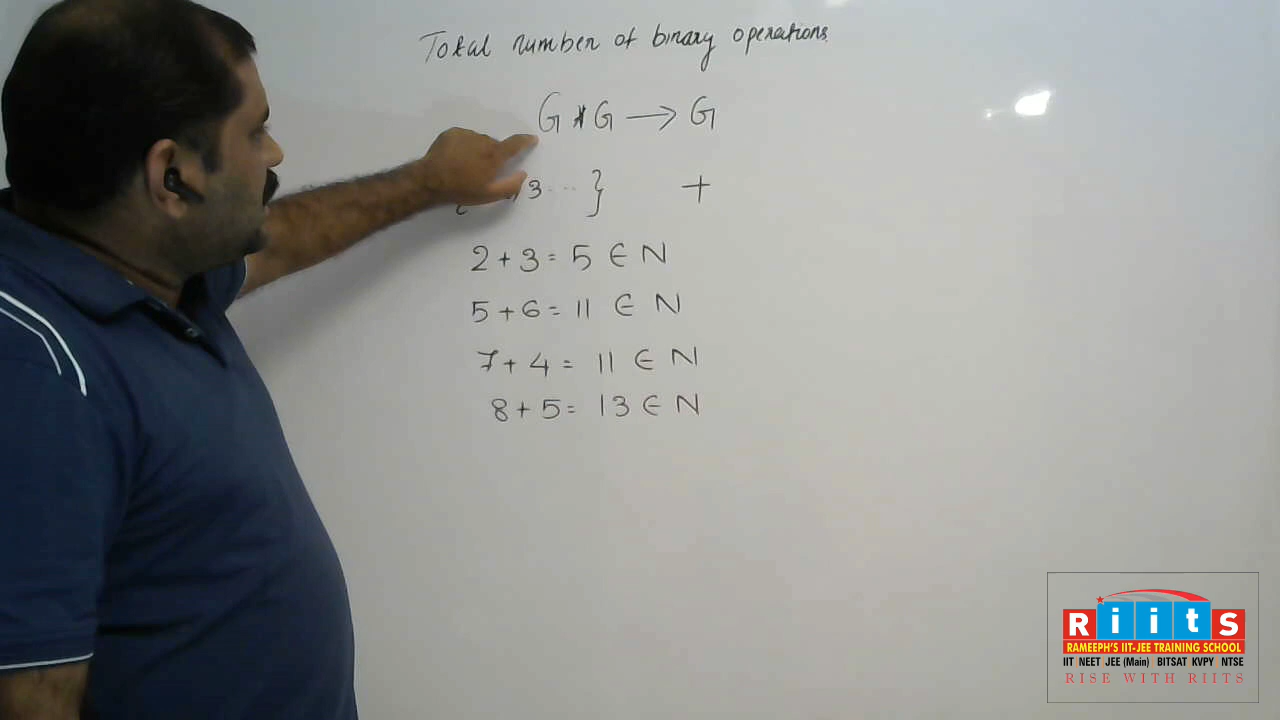 Total number of binary operations
G * G → G
3 ... } +
2 + 3 = 5 ∈ N
5 + 6 = 11 ∈ N
7 + 4 = 11 ∈ N
8 + 5 = 13 ∈ N
RiitS
RAMEEPH'S IIT-JEE TRAINING SCHOOL
IIT NEET JEE (Main) BITSAT KVPY NTSE
RISE WITH RIITS